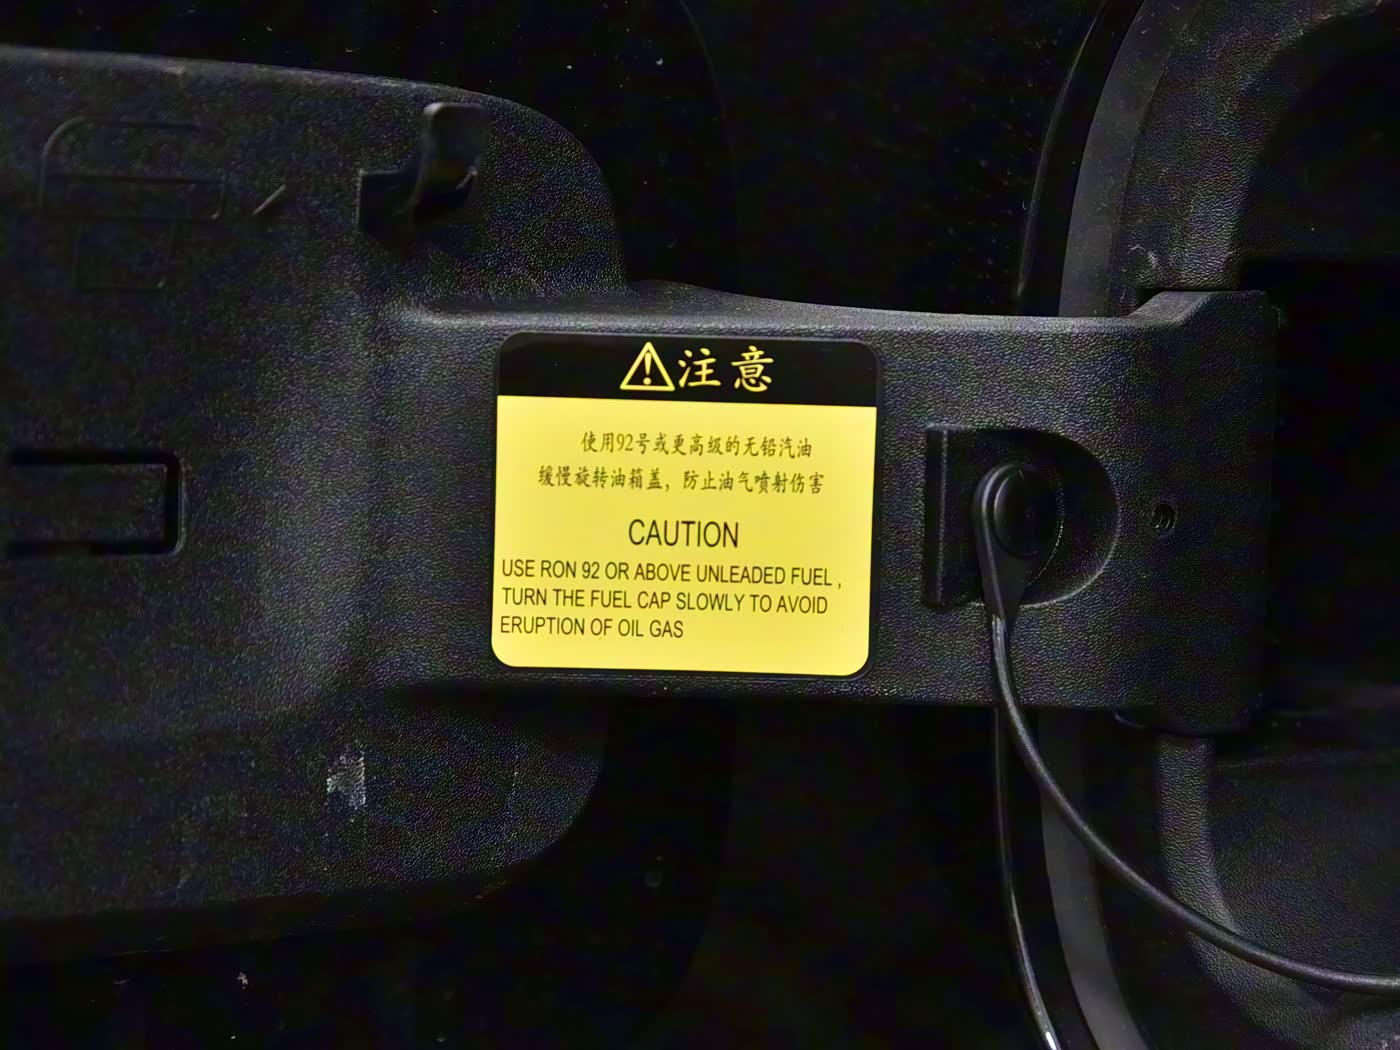 注意
使用92号或更高级的无铅汽油
缓慢旋转油箱盖，防止油气喷射伤害
CAUTION
USE RON 92 OR ABOVE UNLEADED FUEL ,
TURN THE FUEL CAP SLOWLY TO AVOID
ERUPTION OF OIL GAS